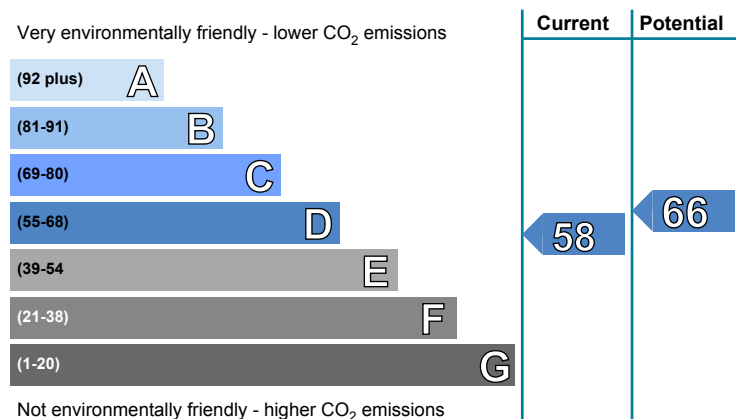 Very environmentally friendly - lower CO2 emissions
Current
Potential
(92 plus) A
(81-91) B
(69-80) C
(55-68) D
(39-54 E
(21-38) F
(1-20) G
58
66
Not environmentally friendly - higher CO2 emissions